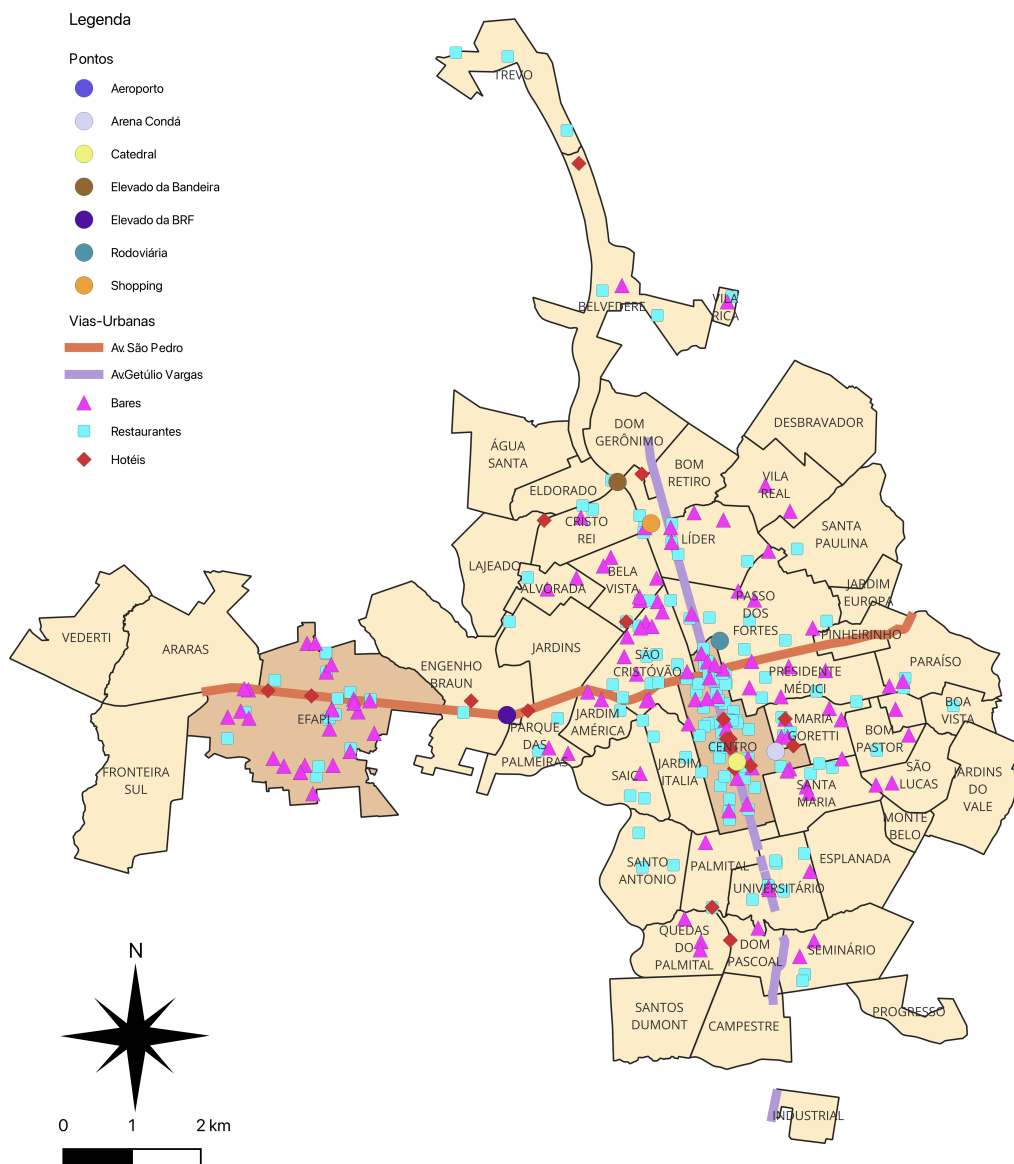 Legenda
Pontos
Aeroporto
Arena Condá
Catedral
Elevado da Bandeira
Elevado da BRF
Rodoviária
Shopping
Vias-Urbanas
Av. São Pedro
Av.Getúlio Vargas
Bares
Restaurantes
Hotéis
TREVO
BELVEDERE
VILA
RICA
DESBRAVADOR
DOM
GERÔNIMO
ÁGUA
SANTA
BOM
RETIRO
VILA
REAL
ELDORADO
CRISTO
REI
LÍDER
SANTA
PAULINA
LAJEADO
ALVORADA
BELA
VISTA
PASSO
DOS
FORTES
JARDIM
EUROPA
PINHEIRINHO
VEDERTI
ARARAS
ENGENHO
BRAUN
JARDINS
SÃO
CRISTÓVÃO
PRESIDENTE
MÉDICI
PARAÍSO
EFAPI
PARQUE
DAS
PALMEIRAS
JARDIM
AMÉRICA
MARIA
GORETTI
BOA
VISTA
BOM
PASTOR
CENTRO
FRONTEIRA
SUL
SAIC
JARDIM
ITALIA
SANTA
MARIA
SÃO
LUCAS
JARDINS
DO
VALE
MONTE
BELO
SANTO
ANTONIO
PALMITAL
ESPLANADA
UNIVERSITÁRIO
QUEDAS
DO
PALMITAL
DOM
PASCOAL
SEMINÁRIO
SANTOS
DUMONT
CAMPESTRE
PROGRESSO
INDUSTRIAL
N
0 1 2 km